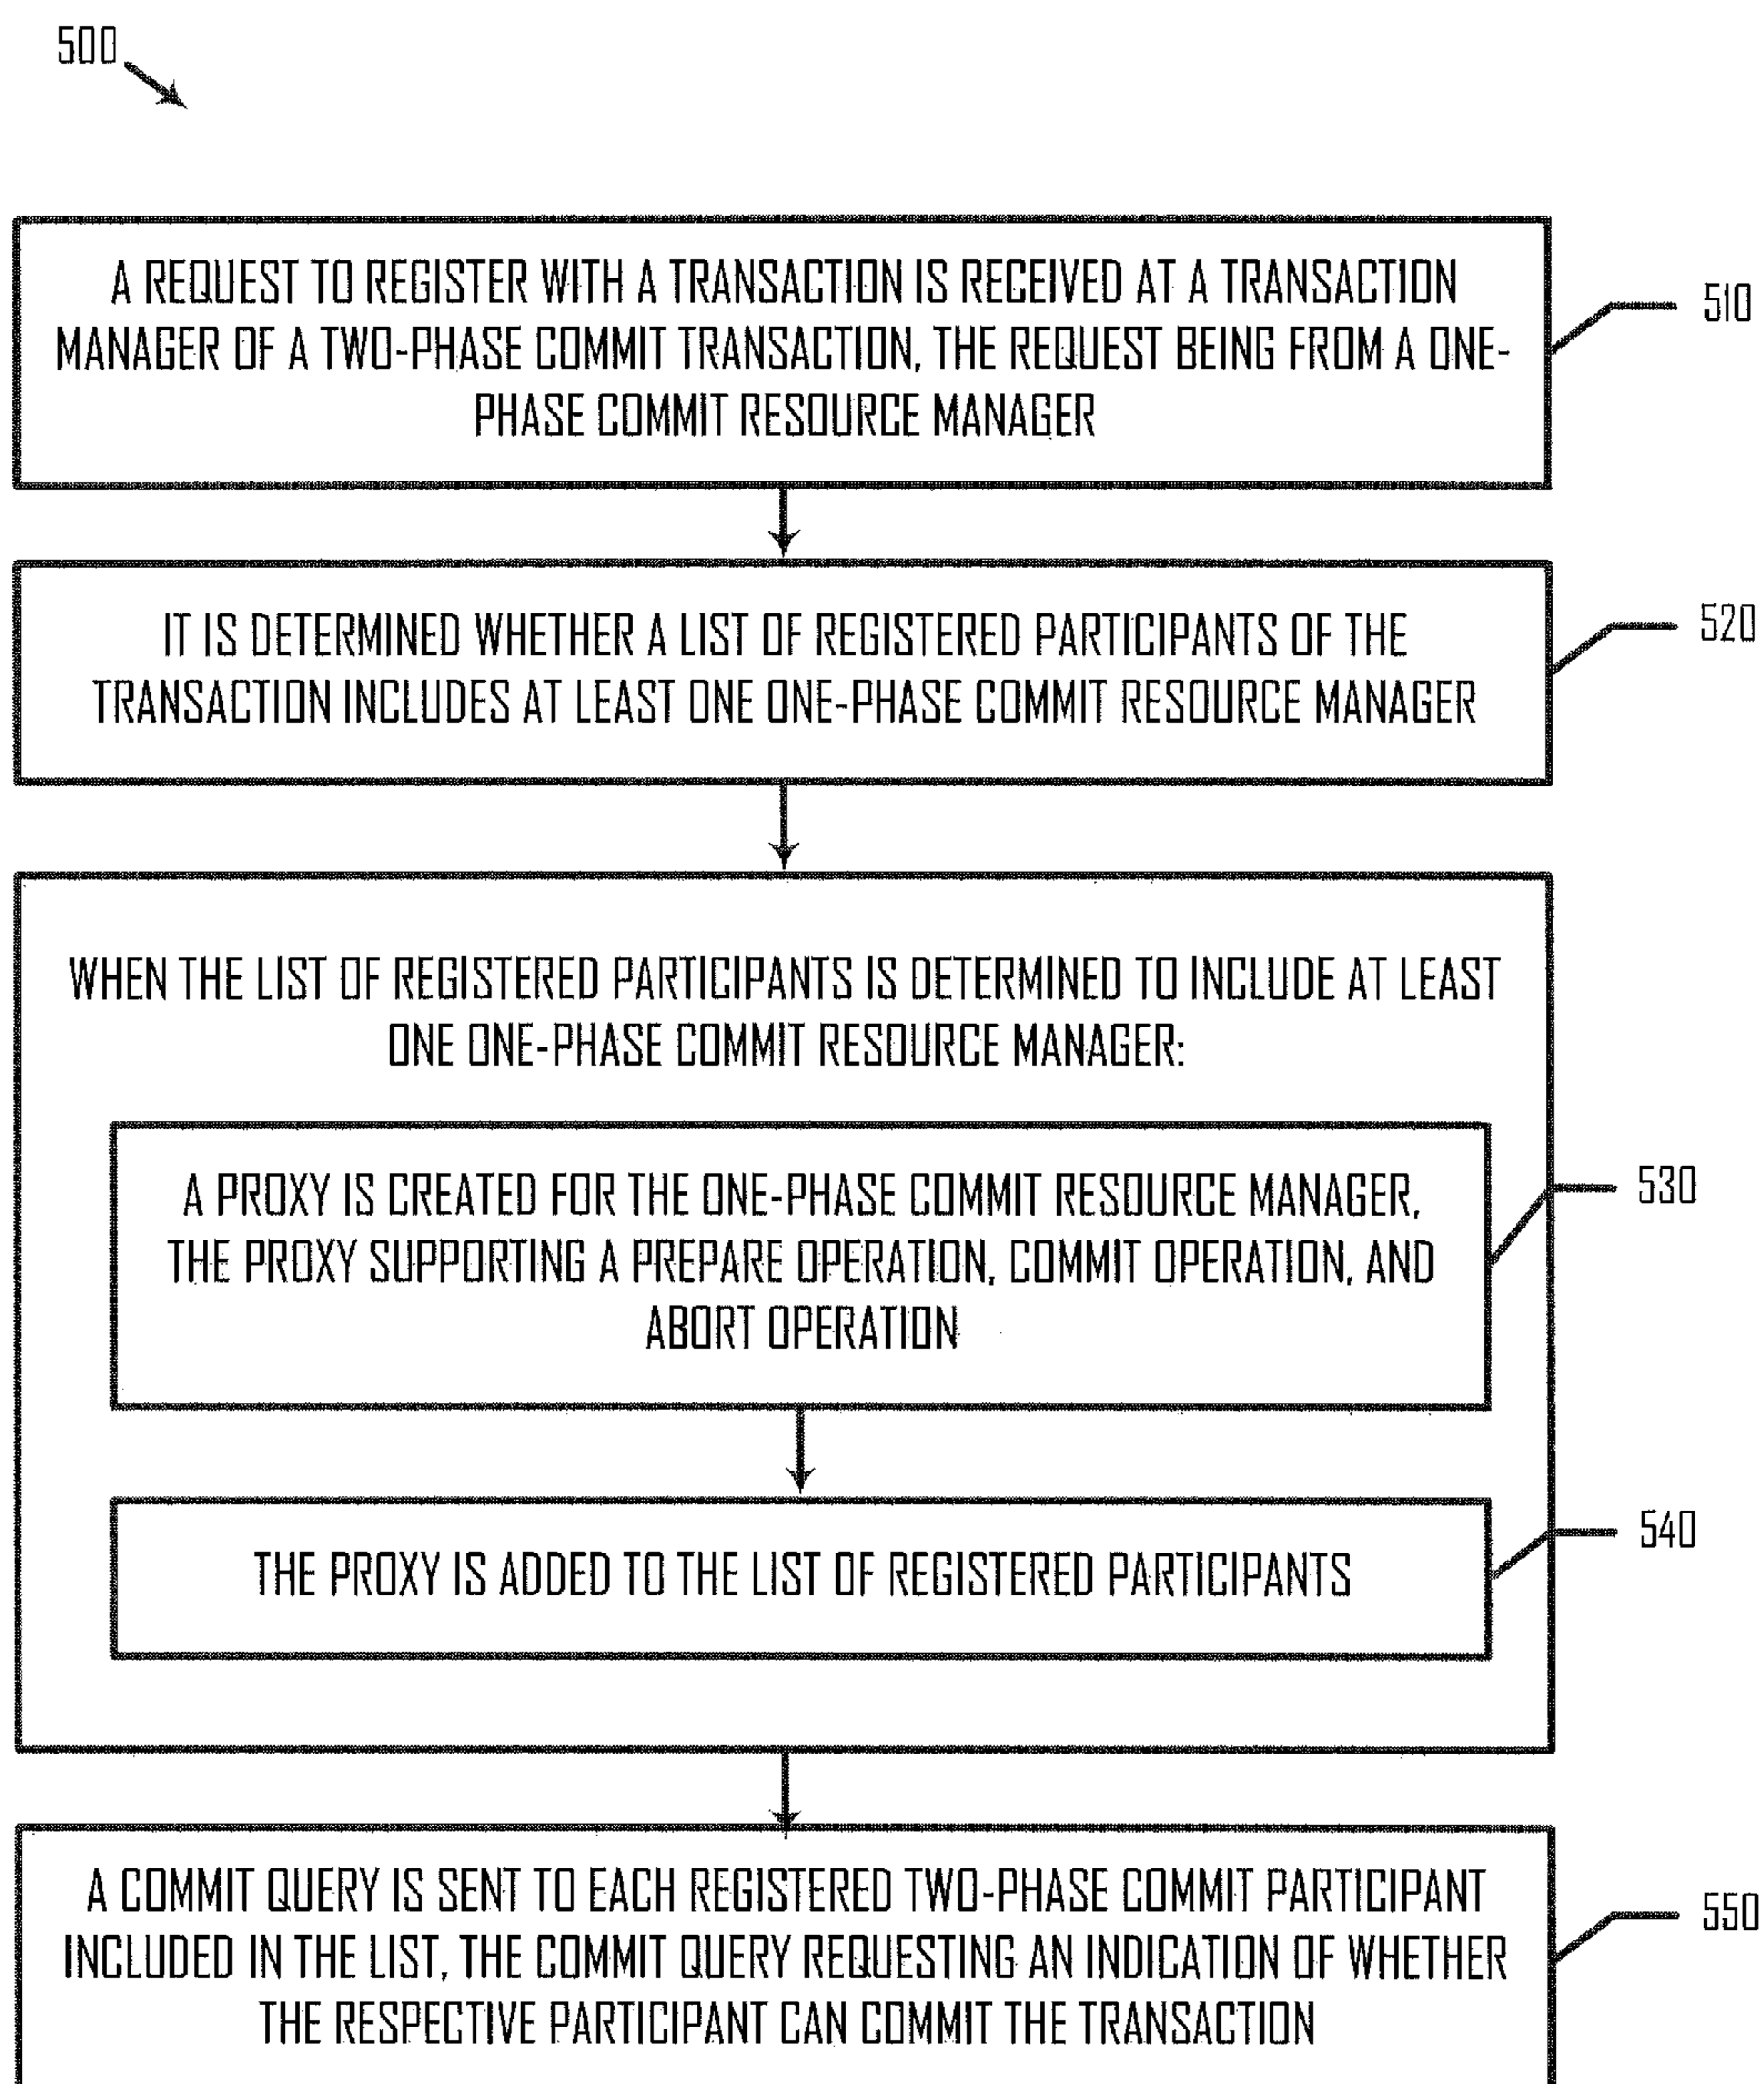 500
A REQUEST TO REGISTER WITH A TRANSACTION IS RECEIVED AT A TRANSACTION
MANAGER OF A TWO-PHASE COMMIT TRANSACTION, THE REQUEST BEING FROM A ONE-
PHASE COMMIT RESOURCE MANAGER
510
IT IS DETERMINED WHETHER A LIST OF REGISTERED PARTICIPANTS OF THE
TRANSACTION INCLUDES AT LEAST ONE ONE-PHASE COMMIT RESOURCE MANAGER
520
WHEN THE LIST OF REGISTERED PARTICIPANTS IS DETERMINED TO INCLUDE AT LEAST
ONE ONE-PHASE COMMIT RESOURCE MANAGER:
A PROXY IS CREATED FOR THE ONE-PHASE COMMIT RESOURCE MANAGER,
THE PROXY SUPPORTING A PREPARE OPERATION, COMMIT OPERATION, AND
ABORT OPERATION
530
THE PROXY IS ADDED TO THE LIST OF REGISTERED PARTICIPANTS
540
A COMMIT QUERY IS SENT TO EACH REGISTERED TWO-PHASE COMMIT PARTICIPANT
INCLUDED IN THE LIST, THE COMMIT QUERY REQUESTING AN INDICATION OF WHETHER
THE RESPECTIVE PARTICIPANT CAN COMMIT THE TRANSACTION
550